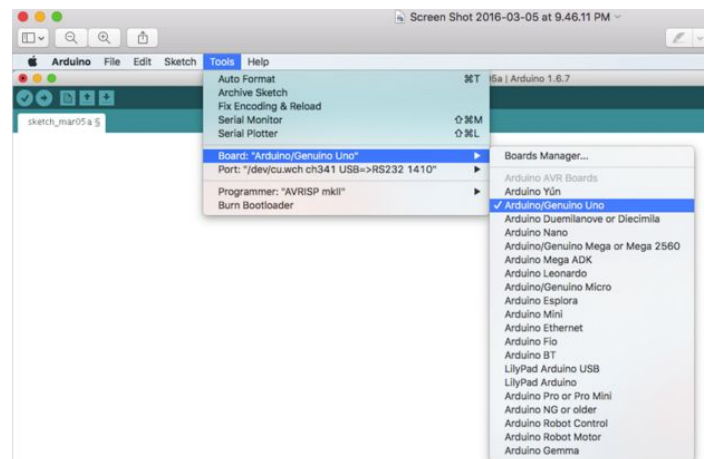 Screen Shot 2016-03-05 at 9.46.11 PM
Arduino File Edit Sketch Tools Help
Auto Format ⌘T
Archive Sketch
Fix Encoding & Reload
Serial Monitor ⇧⌘M
Serial Plotter ⇧⌘L
Board: "Arduino/Genuino Uno"
Port: "/dev/cu.wch ch341 USB=>RS232 1410"
Programmer: "AVRISP mkII"
Burn Bootloader
05a | Arduino 1.6.7
sketch_mar05a §
Boards Manager...
Arduino AVR Boards
Arduino Yún
✓ Arduino/Genuino Uno
Arduino Duemilanove or Diecimila
Arduino Nano
Arduino/Genuino Mega or Mega 2560
Arduino Mega ADK
Arduino Leonardo
Arduino/Genuino Micro
Arduino Esplora
Arduino Mini
Arduino Ethernet
Arduino Fio
Arduino BT
LilyPad Arduino USB
LilyPad Arduino
Arduino Pro or Pro Mini
Arduino NG or older
Arduino Robot Control
Arduino Robot Motor
Arduino Gemma